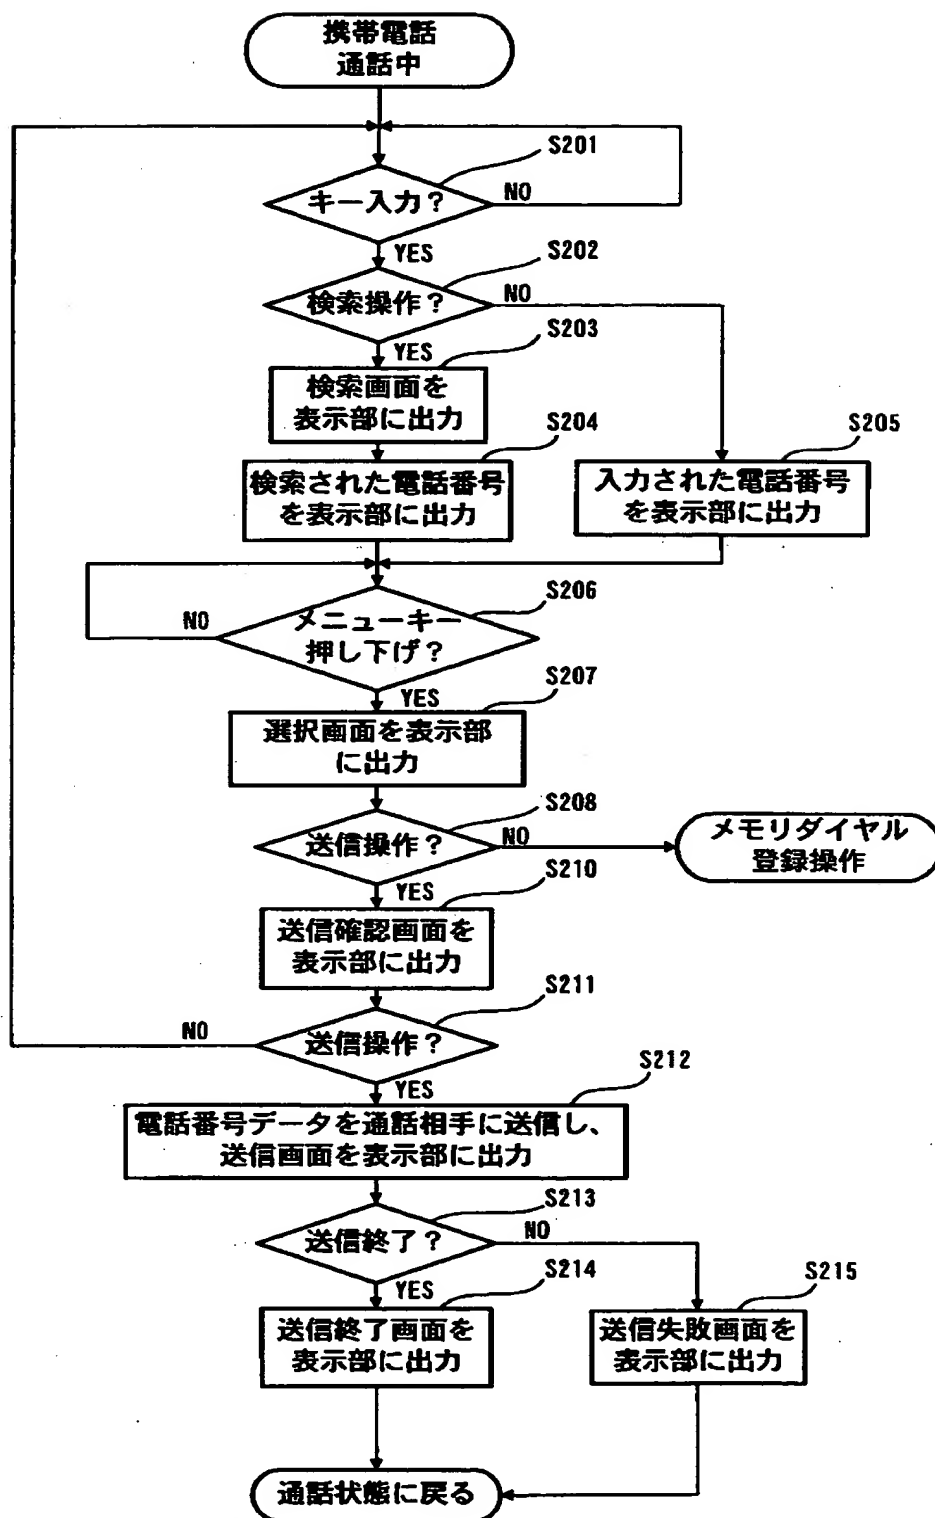 携帯電話
通話中
S201
キー入力？
NO
YES
S202
検索操作？
NO
YES
S203
検索画面を
表示部に出力
S204
検索された電話番号
を表示部に出力
S205
入力された電話番号
を表示部に出力
S206
メニューキー
押し下げ？
NO
YES
S207
選択画面を表示部
に出力
S208
送信操作？
NO
メモリダイヤル
登録操作
YES
S210
送信確認画面を
表示部に出力
S211
送信操作？
NO
YES
S212
電話番号データを通話相手に送信し、
送信画面を表示部に出力
S213
送信終了？
NO
YES
S214
送信終了画面を
表示部に出力
S215
送信失敗画面を
表示部に出力
通話状態に戻る